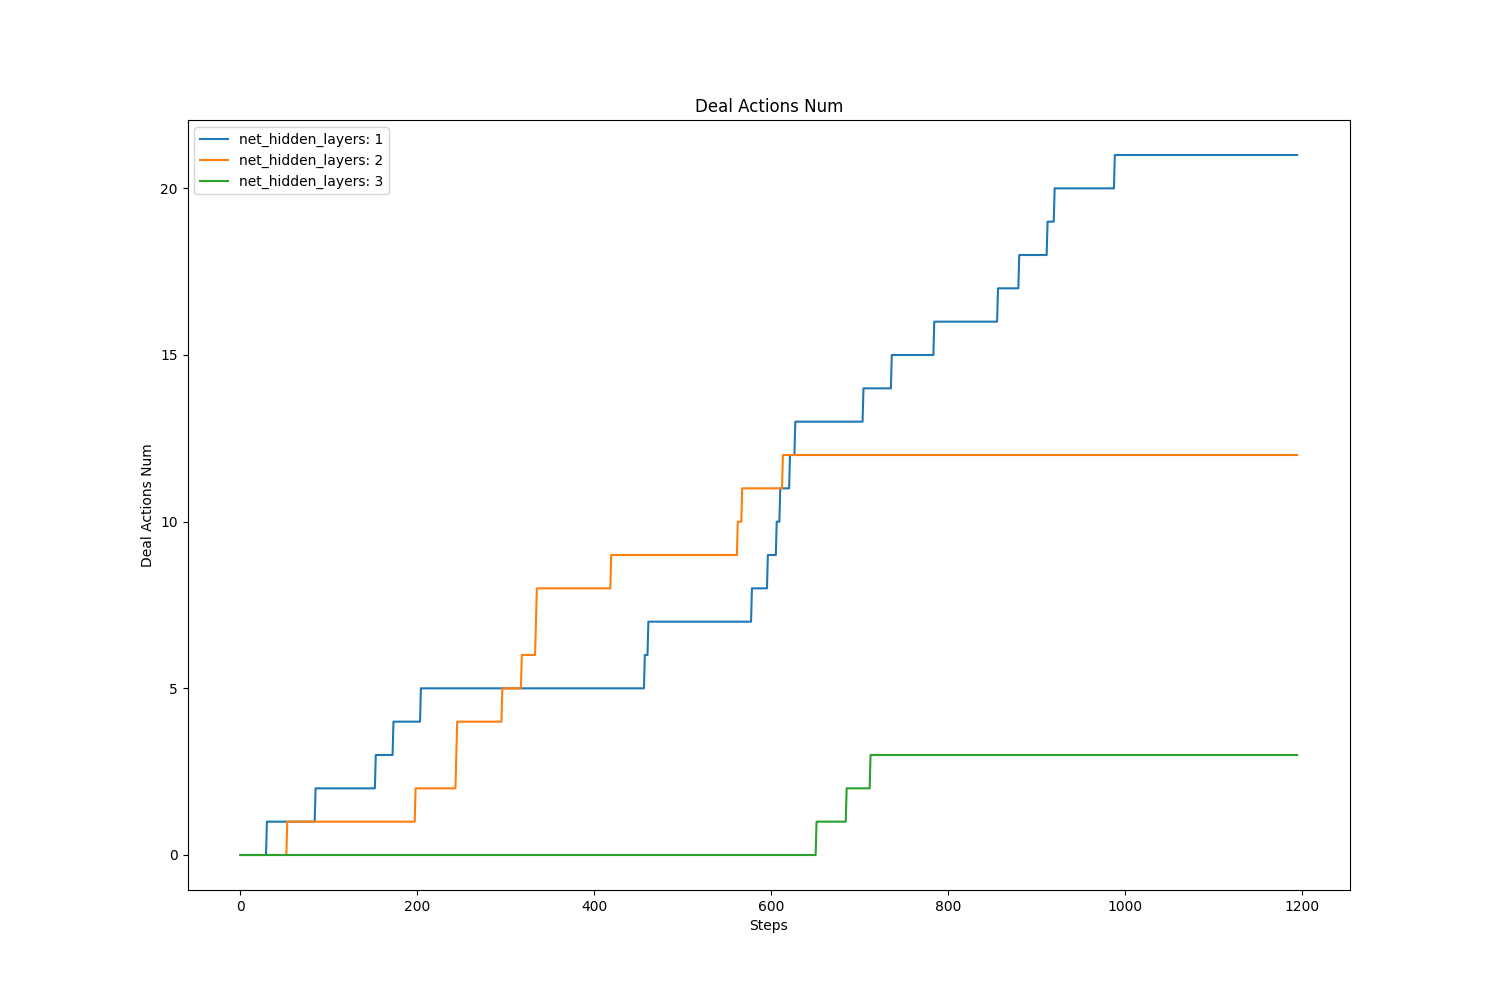 Deal Actions Num
net_hidden_layers: 1
net_hidden_layers: 2
net_hidden_layers: 3
20
15
10
5
0
Deal Actions Num
0 200 400 600 800 1000 1200
Steps